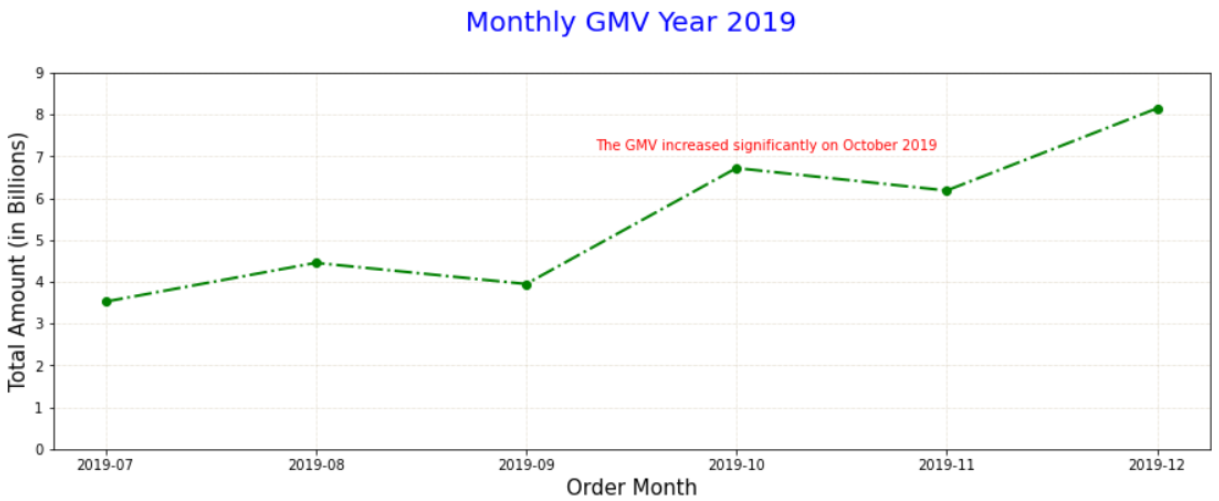 Monthly GMV Year 2019
Total Amount (in Billions)
9
8
7
6
5
4
3
2
1
0
The GMV increased significantly on October 2019
2019-07 2019-08 2019-09 2019-10 2019-11 2019-12
Order Month